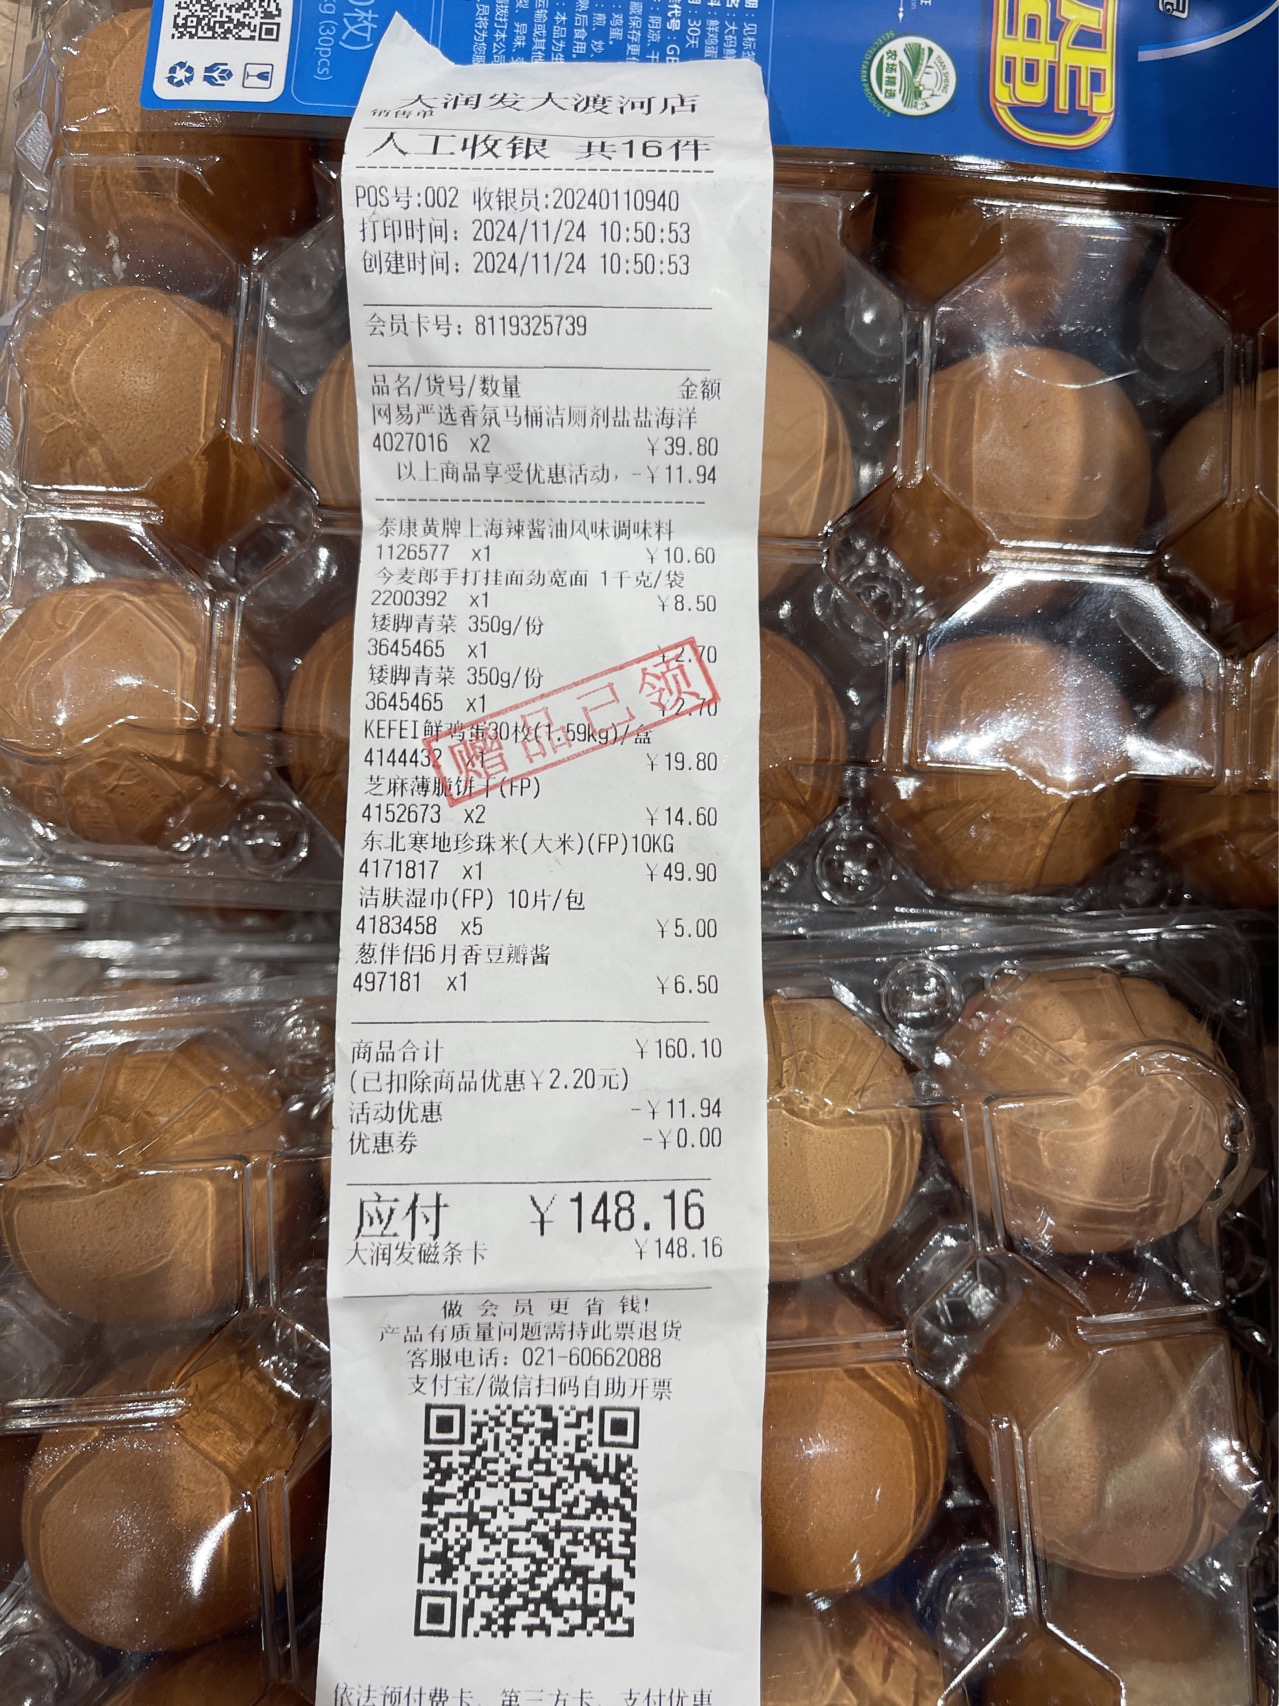 大润发大渡河店
销售单
人工收银 共16件
POS号:002 收银员:20240110940
打印时间: 2024/11/24 10:50:53
创建时间: 2024/11/24 10:50:53
会员卡号: 8119325739
品名/货号/数量 金额
网易严选香氛马桶洁厕剂盐盐海洋
4027016 x2 ￥39.80
以上商品享受优惠活动, -￥11.94
泰康黄牌上海辣酱油风味调味料
1126577 x1 ￥10.60
今麦郎手打挂面劲宽面 1千克/袋
2200392 x1 ￥8.50
矮脚青菜 350g/份
3645465 x1 ￥2.70
矮脚青菜 350g/份
3645465 x1 ￥2.70
KEFEI鲜鸡蛋30枚(1.59kg)/盒
4144432 x1 ￥19.80
赠品已领
芝麻薄脆饼干(FP)
4152673 x2 ￥14.60
东北寒地珍珠米(大米)(FP)10KG
4171817 x1 ￥49.90
洁肤湿巾(FP) 10片/包
4183458 x5 ￥5.00
葱伴侣6月香豆瓣酱
497181 x1 ￥6.50
商品合计 ￥160.10
(已扣除商品优惠￥2.20元)
活动优惠 -￥11.94
优惠券 -￥0.00
应付 ￥148.16
大润发磁条卡 ￥148.16
做会员更省钱!
产品有质量问题需持此票退货
客服电话: 021-60662088
支付宝/微信扫码自助开票
依法预付费卡、第三方卡、支付优惠
(30pcs)
农场精选
SELECTED FARM PRODUCTS